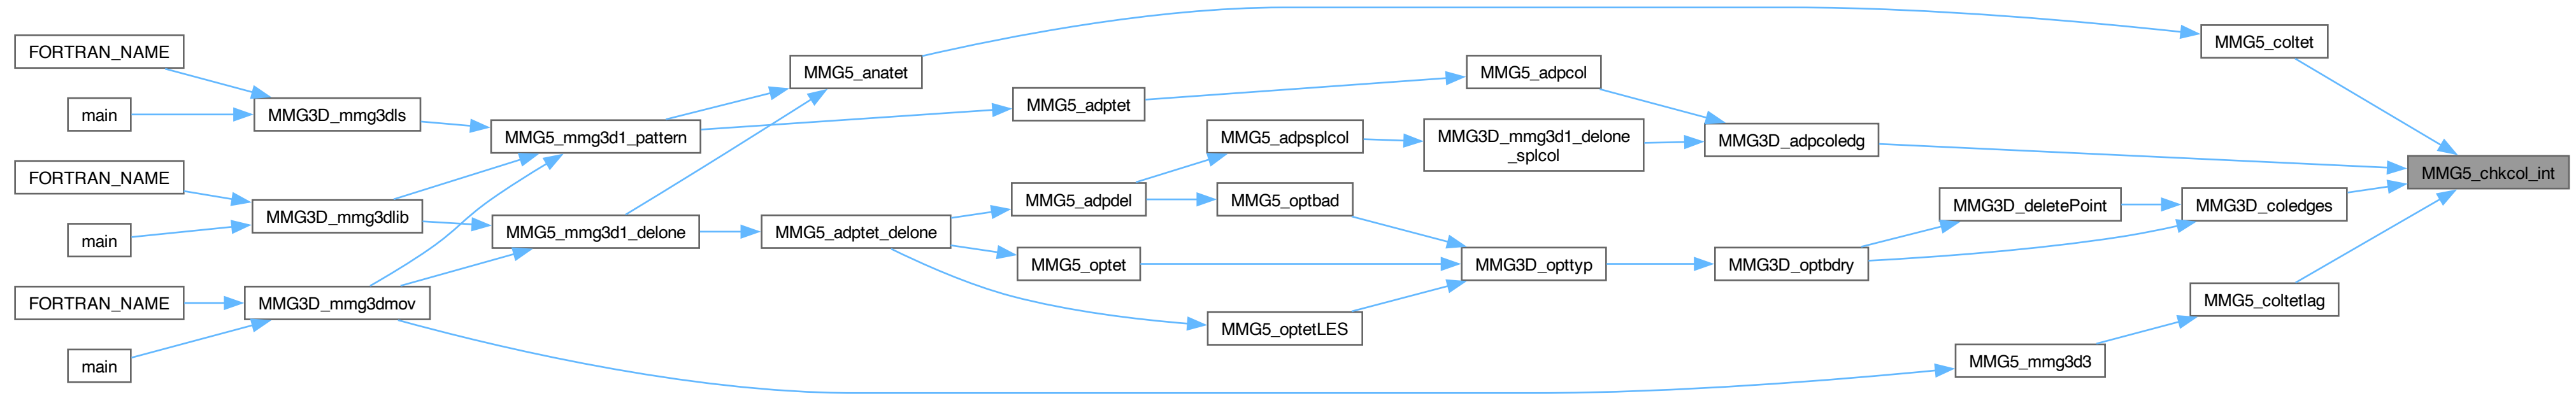 FORTRAN_NAME
main
MMG3D_mmg3dls
FORTRAN_NAME
main
MMG3D_mmg3dlib
FORTRAN_NAME
main
MMG3D_mmg3dmov
MMG5_mmg3d1_pattern
MMG5_mmg3d1_delone
MMG5_anatet
MMG5_adptet_delone
MMG5_adptet
MMG5_adpdel
MMG5_optet
MMG5_adpsplcol
MMG5_optbad
MMG5_optetLES
MMG5_adpcol
MMG3D_mmg3d1_delone
_splcol
MMG3D_opttyp
MMG3D_adpcoledg
MMG3D_optbdry
MMG3D_deletePoint
MMG5_mmg3d3
MMG5_coltet
MMG3D_coledges
MMG5_coltetlag
MMG5_chkcol_int